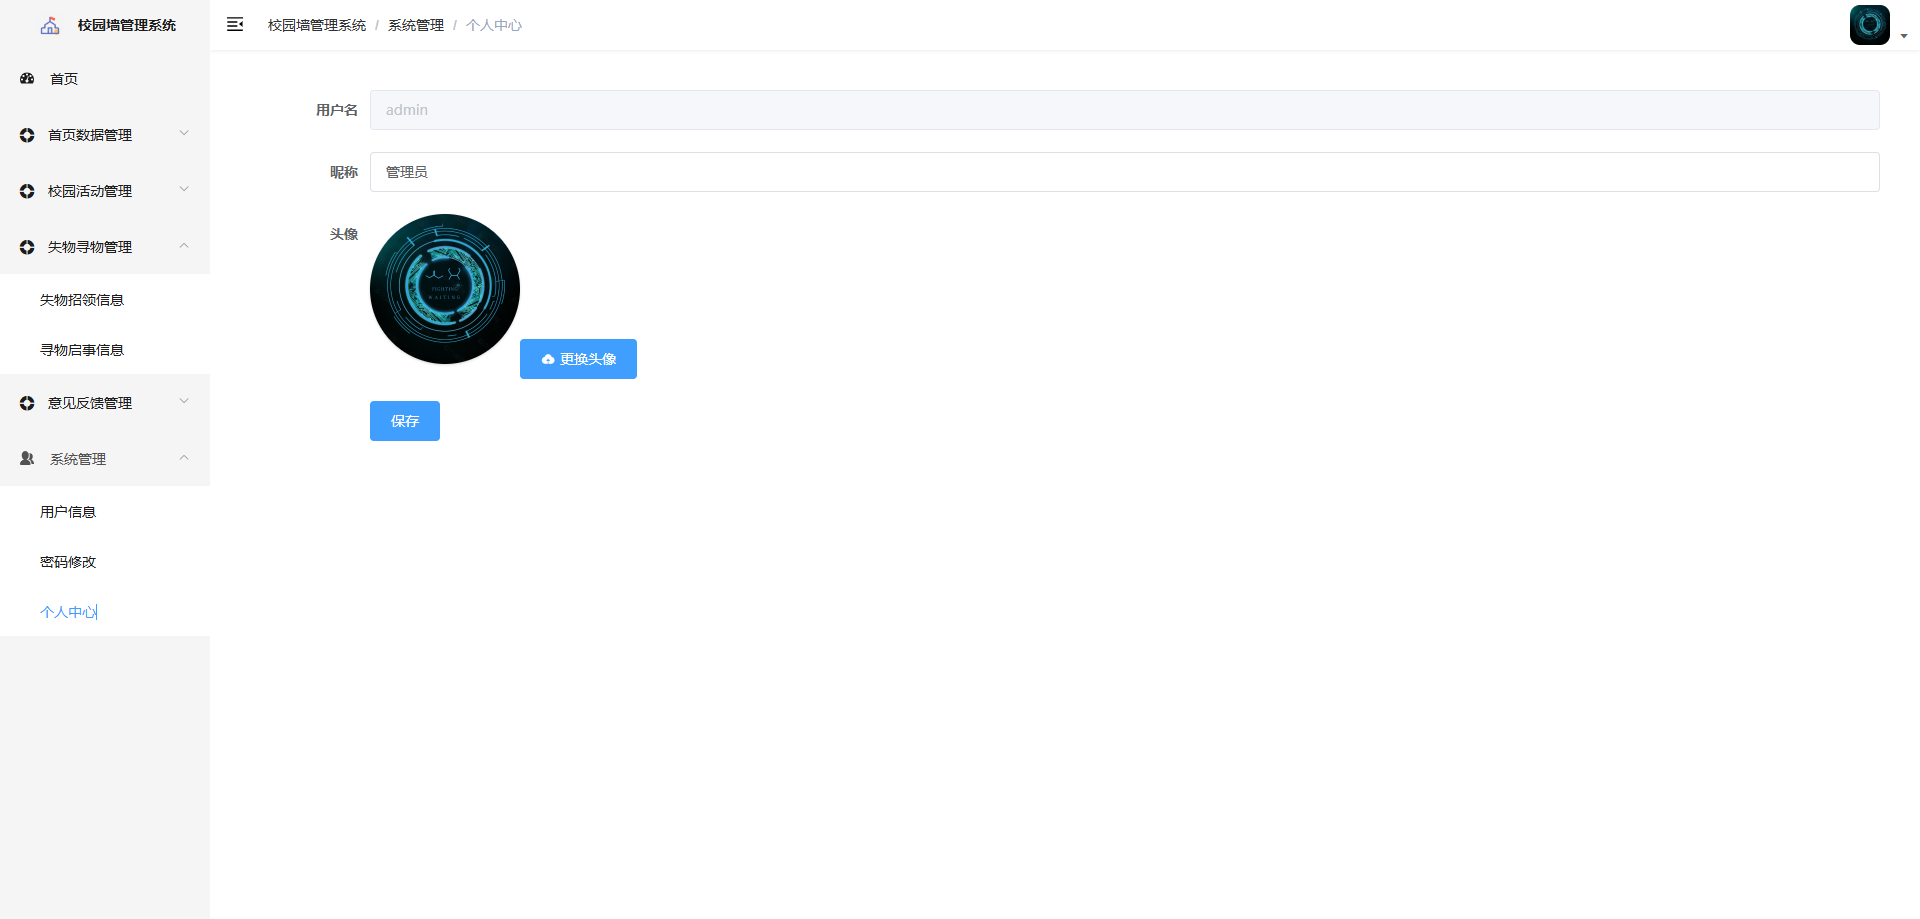 校园墙管理系统
首页
首页数据管理
校园活动管理
失物寻物管理
失物招领信息
寻物启事信息
意见反馈管理
系统管理
用户信息
密码修改
个人中心
校园墙管理系统 / 系统管理 / 个人中心
用户名 admin
昵称 管理员
头像
FIGHTING
WAITING
更换头像
保存